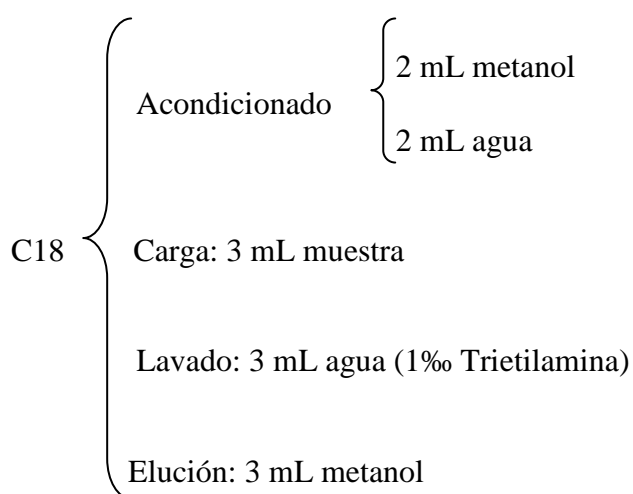 2 mL metanol
Acondicionado
2 mL agua
C18
Carga: 3 mL muestra
Lavado: 3 mL agua (1‰ Trietilamina)
Elución: 3 mL metanol